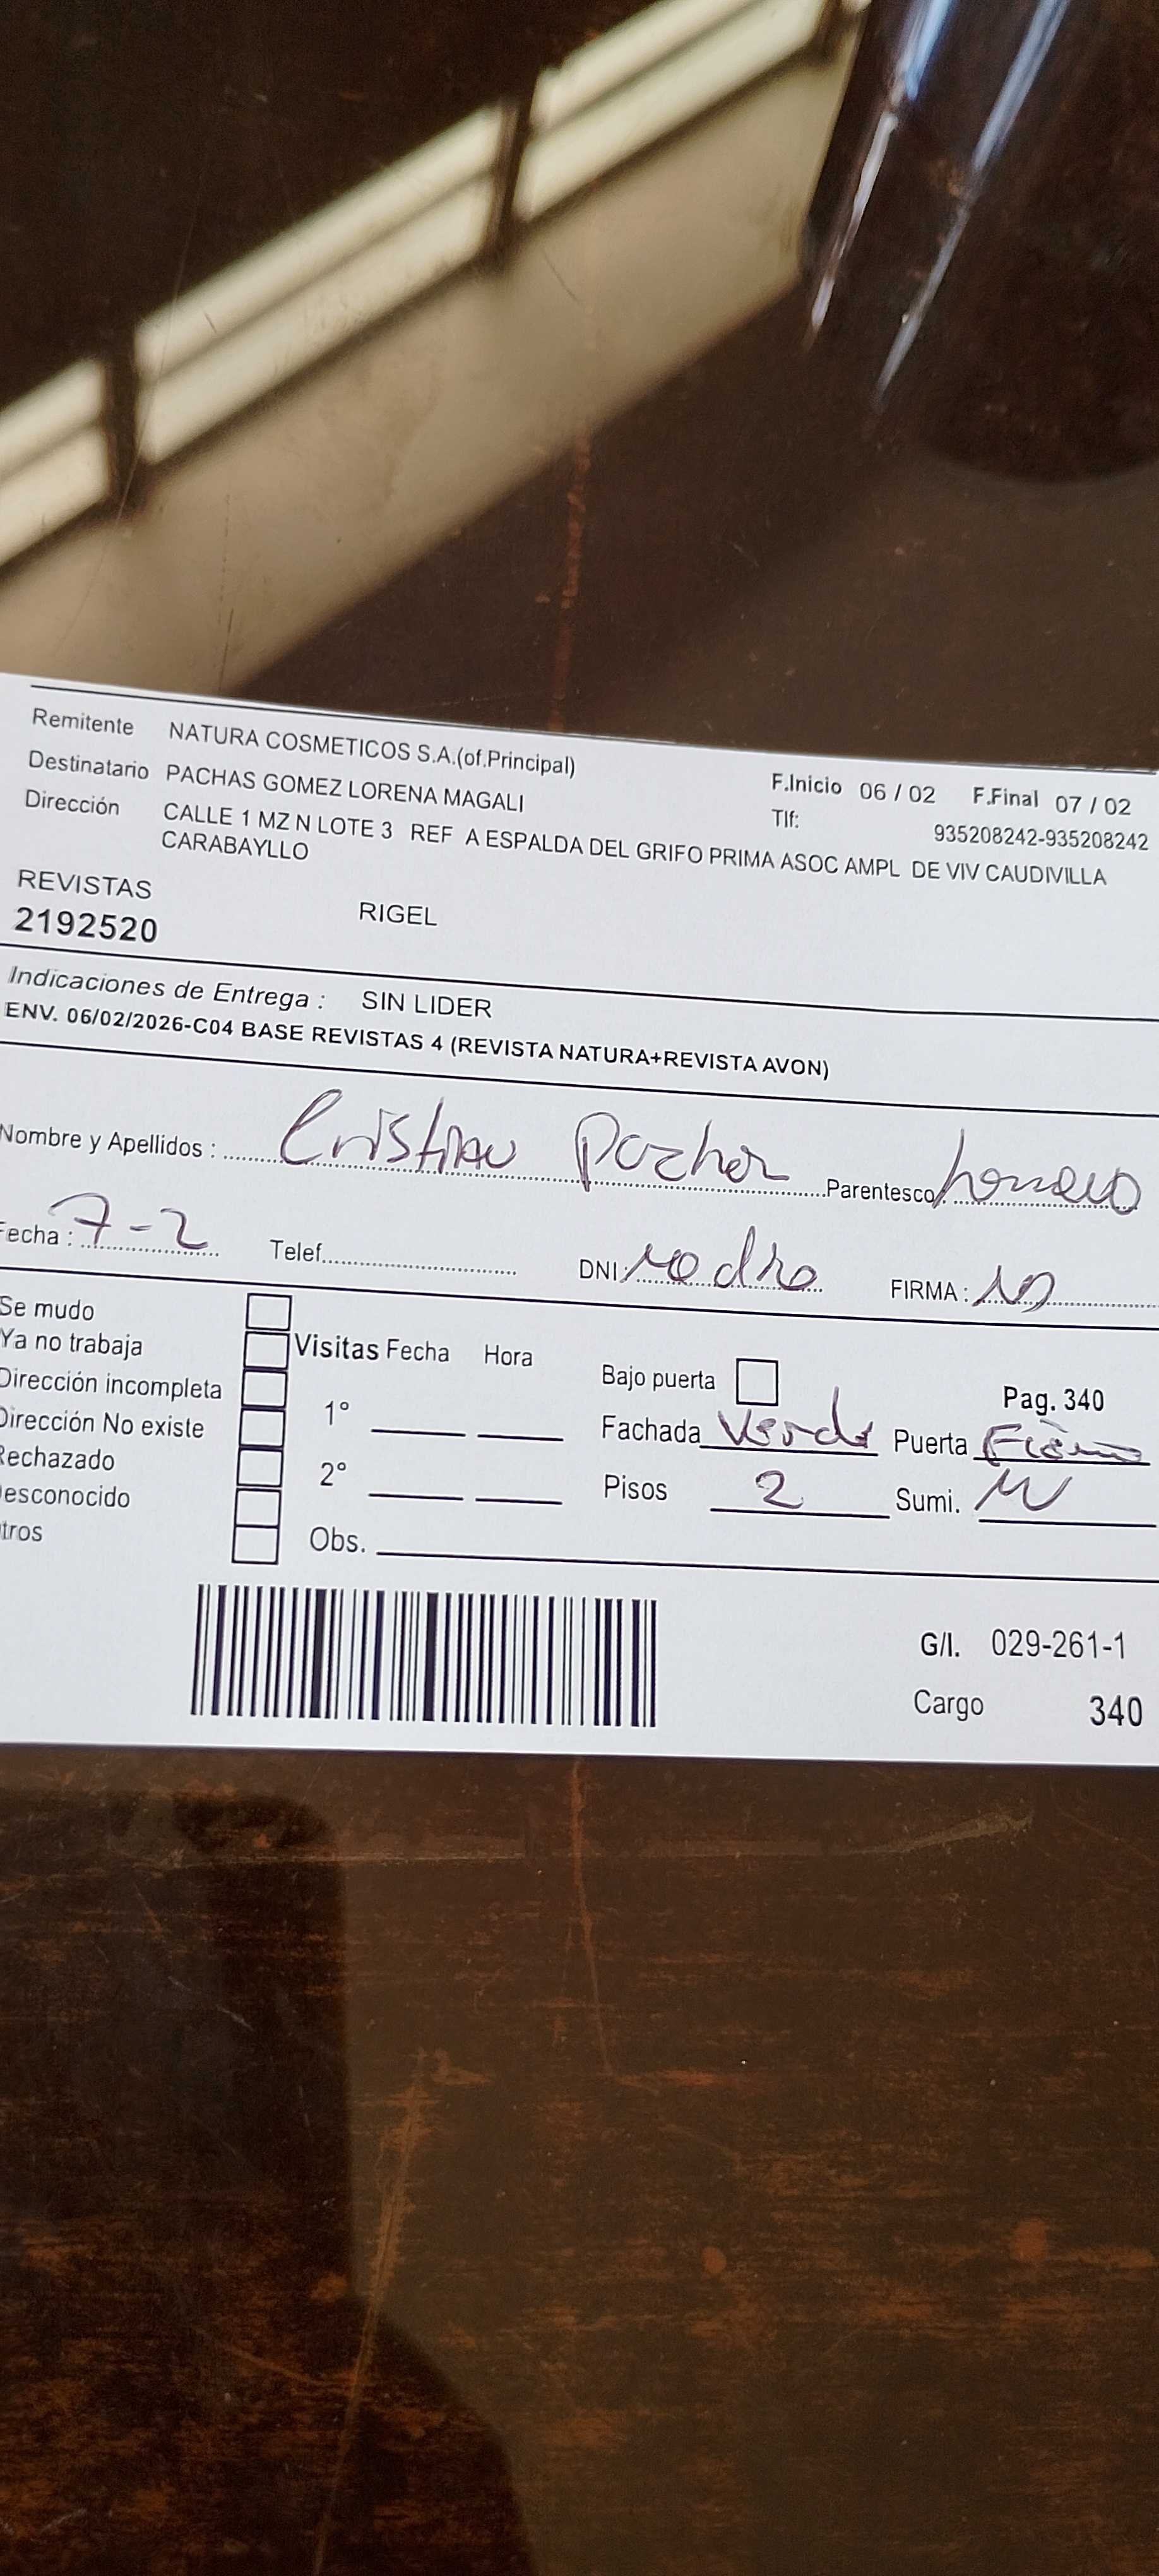 Remitente NATURA COSMETICOS S.A.(of.Principal)
Destinatario PACHAS GOMEZ LORENA MAGALI F.Inicio 06 / 02 F.Final 07 / 02
Dirección CALLE 1 MZ N LOTE 3 REF A ESPALDA DEL GRIFO PRIMA ASOC AMPL DE VIV CAUDIVILLA
Tlf: 935208242-935208242
CARABAYLLO
REVISTAS
2192520 RIGEL
Indicaciones de Entrega : SIN LIDER
ENV. 06/02/2026-C04 BASE REVISTAS 4 (REVISTA NATURA+REVISTA AVON)
Nombre y Apellidos : Cristian Parentesco:
Fecha : 7-2 Telef. DNI: FIRMA :
Se mudo
Ya no trabaja Visitas Fecha Hora Bajo puerta Pag. 340
Dirección incompleta 1° Fachada Verde Puerta
Dirección No existe
Rechazado 2° Pisos 2 Sumi.
esconocido
tros Obs.
G/I. 029-261-1
Cargo 340